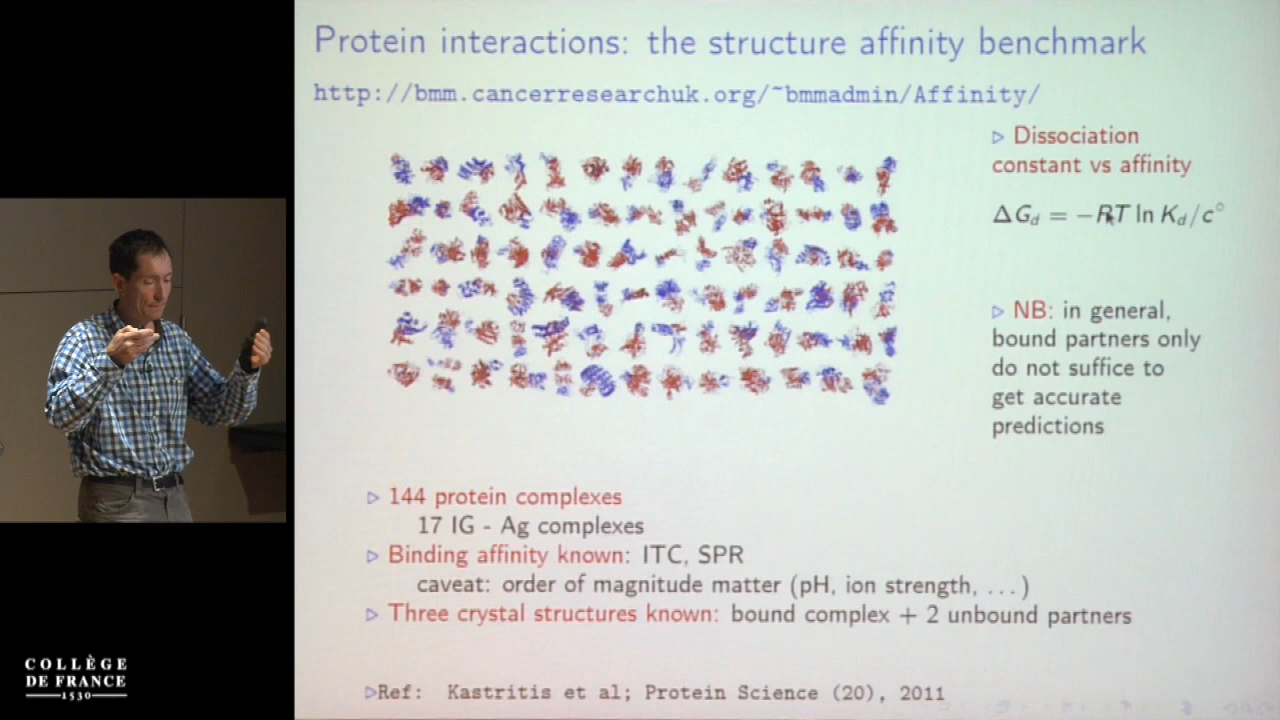 Protein interactions: the structure affinity benchmark
http://bmm.cancerresearchuk.org/~bmmadmin/Affinity/
▷ Dissociation
constant vs affinity
ΔG_d = −RT ln K_d/c°
▷ NB: in general,
bound partners only
do not suffice to
get accurate
predictions
▷ 144 protein complexes
17 IG - Ag complexes
▷ Binding affinity known: ITC, SPR
caveat: order of magnitude matter (pH, ion strength, ...)
▷ Three crystal structures known: bound complex + 2 unbound partners
▷Ref: Kastritis et al; Protein Science (20), 2011
COLLÈGE
DE FRANCE
1530